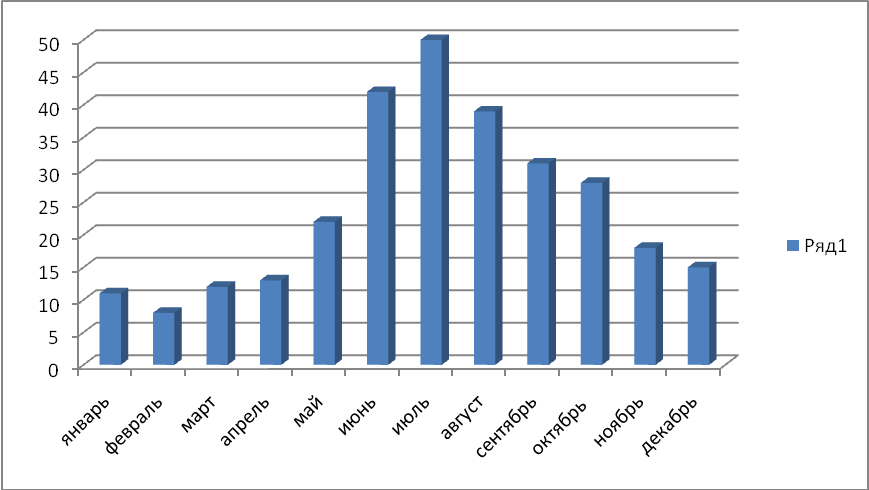 50
45
40
35
30
25
20
15
10
5
0
январь
февраль
март
апрель
май
июнь
июль
август
сентябрь
октябрь
ноябрь
декабрь
Ряд1